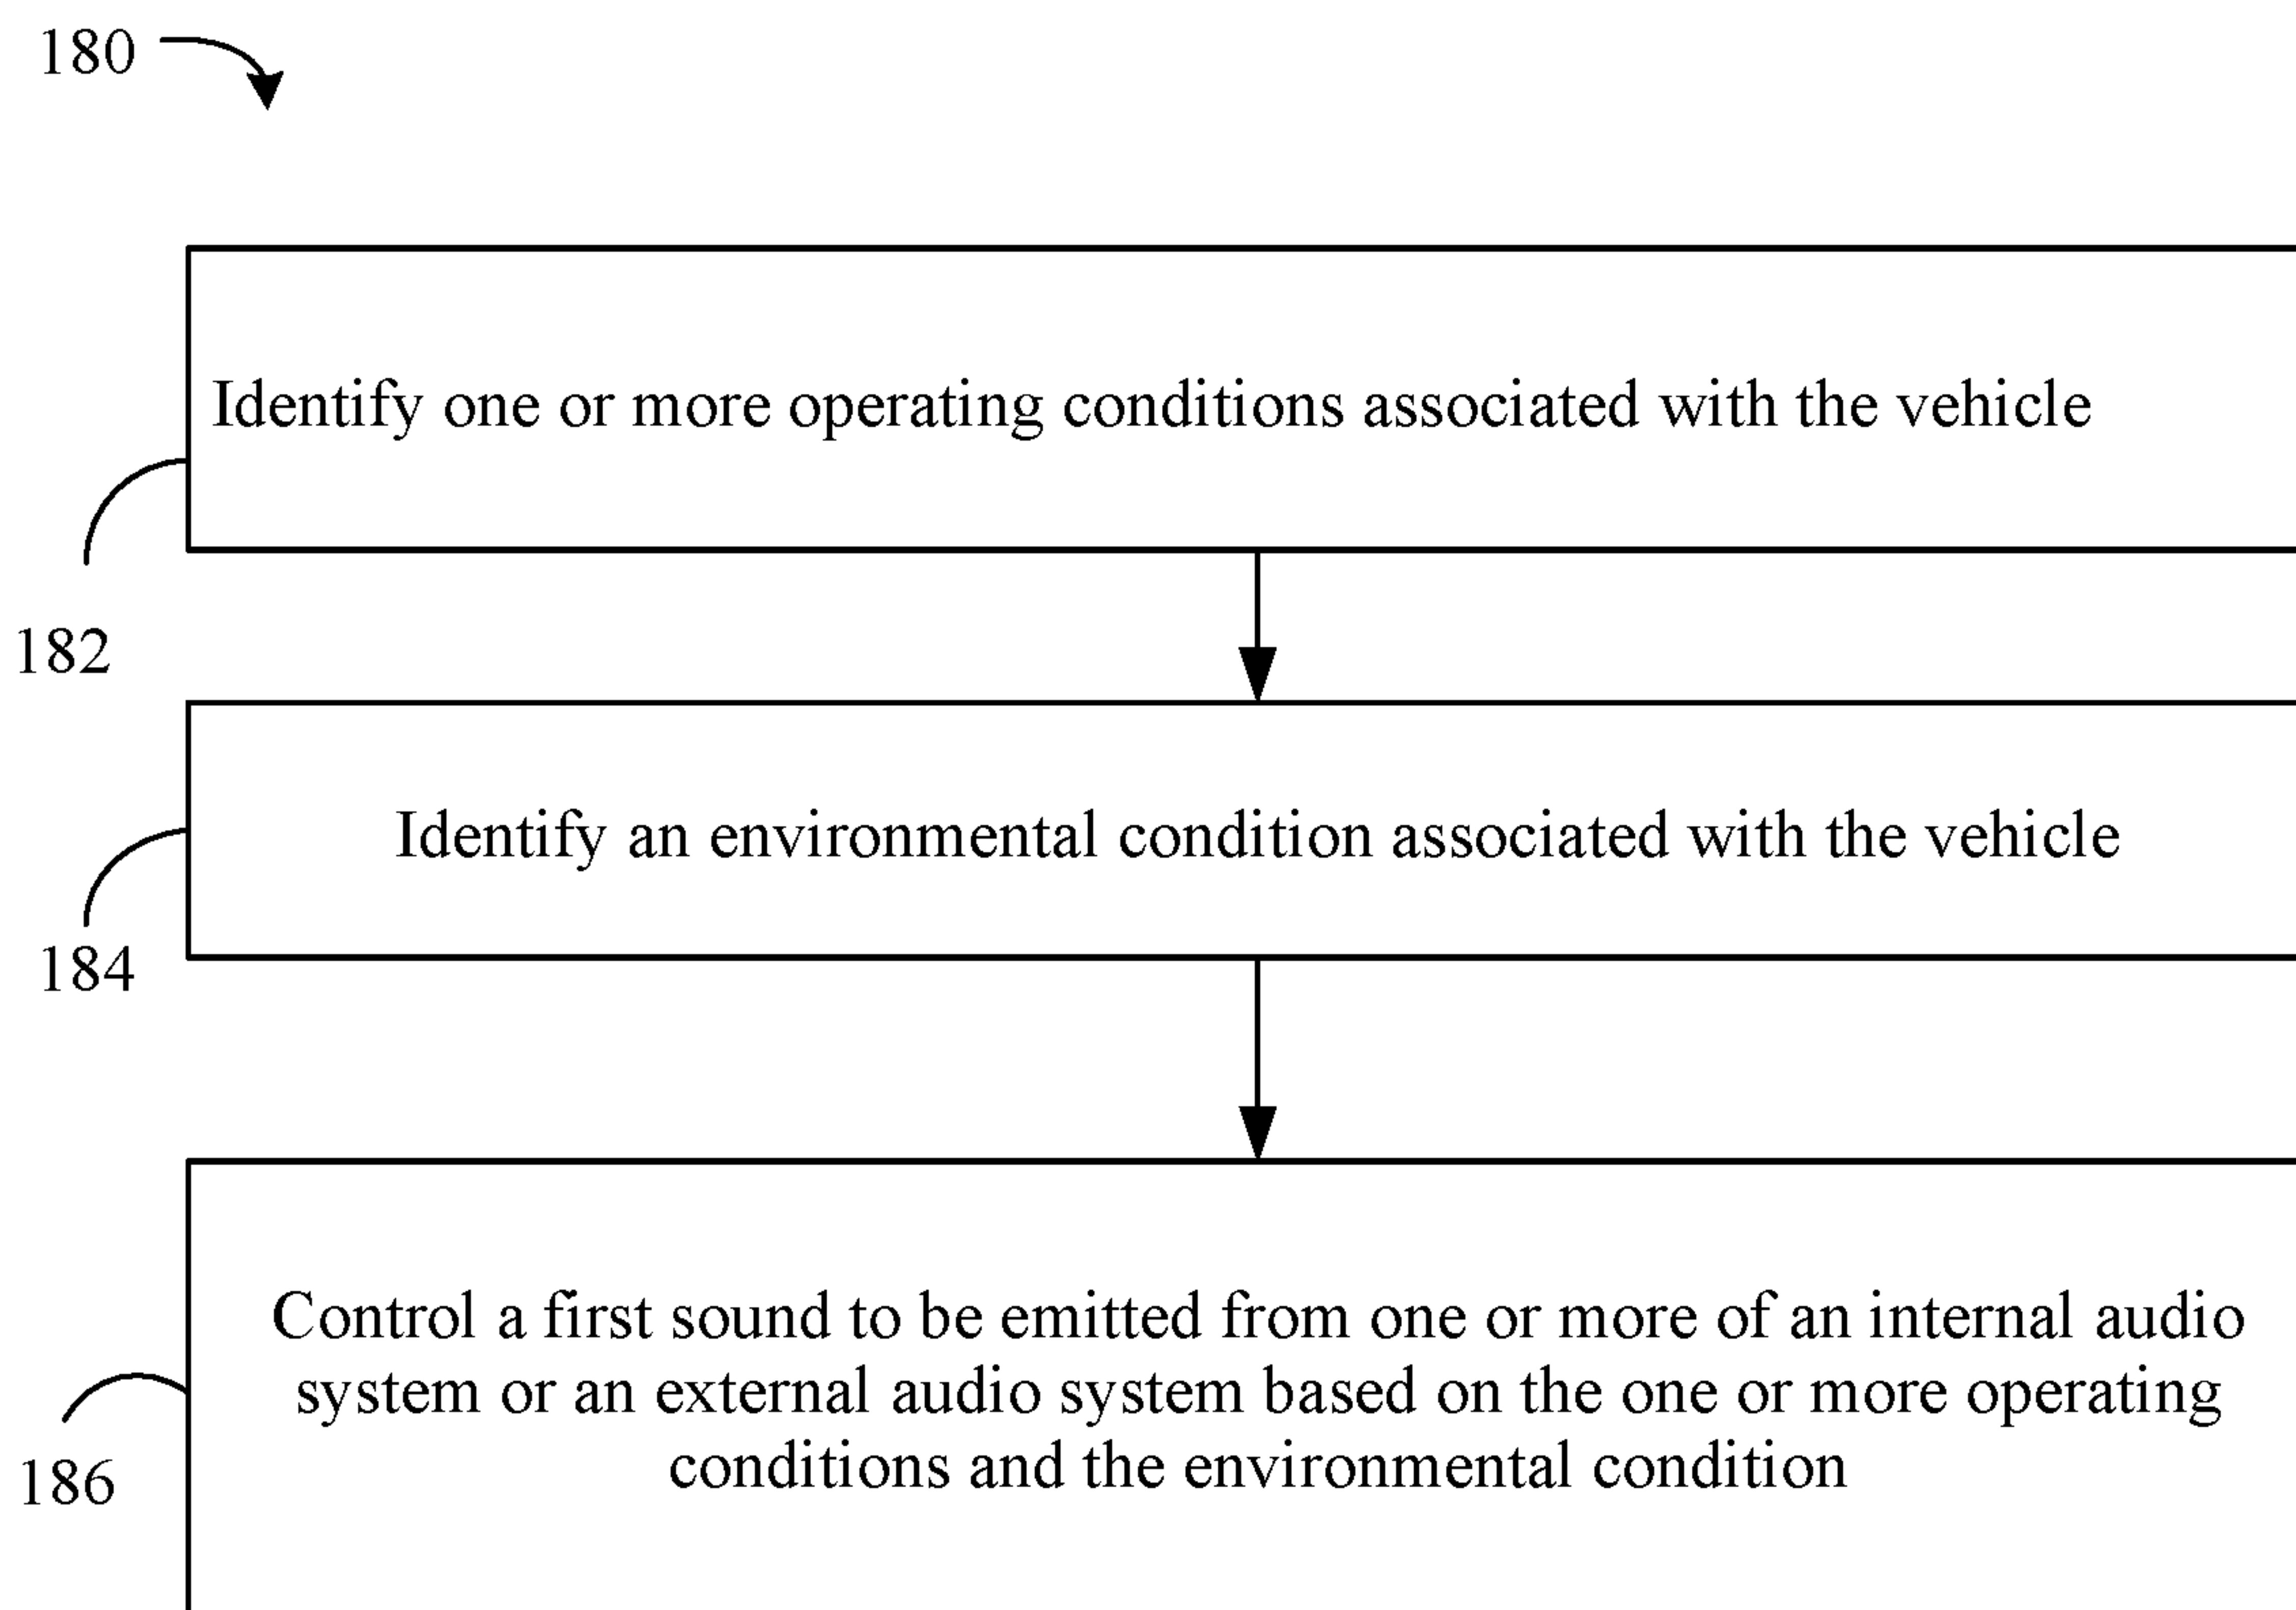 180
Identify one or more operating conditions associated with the vehicle
182
Identify an environmental condition associated with the vehicle
184
Control a first sound to be emitted from one or more of an internal audio
system or an external audio system based on the one or more operating
conditions and the environmental condition
186